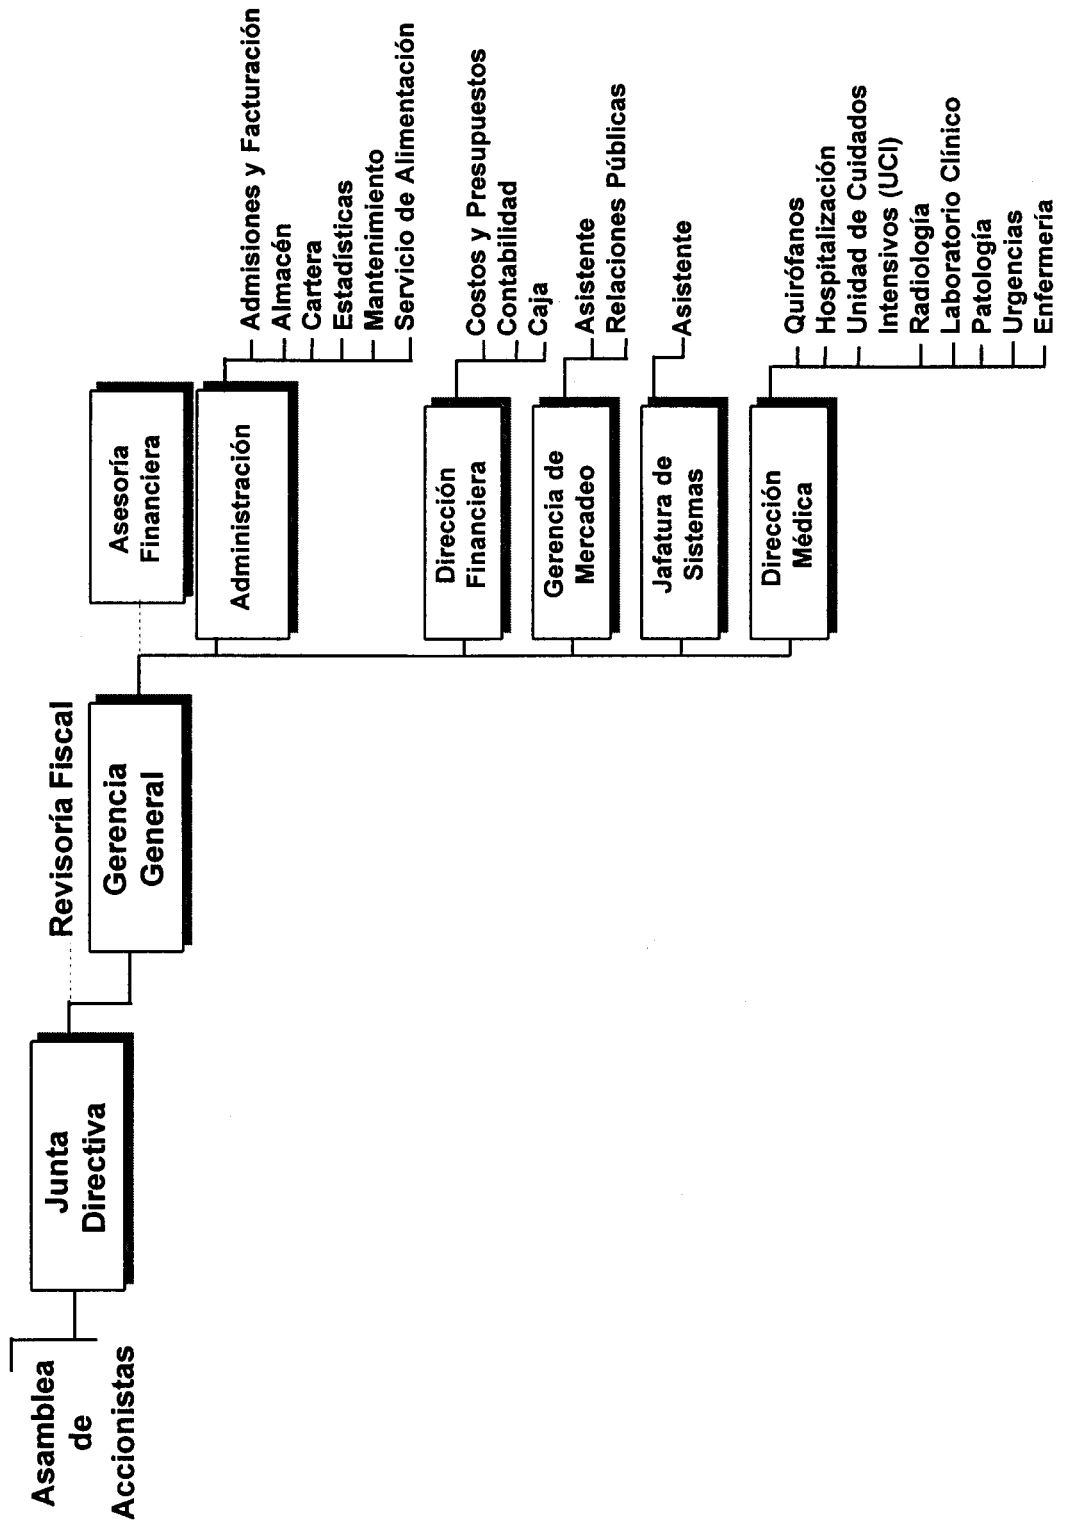 Asamblea
de
Accionistas
Junta
Directiva
Revisoría Fiscal
Gerencia
General
Asesoría
Financiera
Administración
Admisiones y Facturación
Almacén
Cartera
Estadísticas
Mantenimiento
Servicio de Alimentación
Dirección
Financiera
Costos y Presupuestos
Contabilidad
Caja
Gerencia de
Mercadeo
Asistente
Relaciones Públicas
Jafatura de
Sistemas
Asistente
Dirección
Médica
Quirófanos
Hospitalización
Unidad de Cuidados
Intensivos (UCI)
Radiología
Laboratorio Clínico
Patología
Urgencias
Enfermería